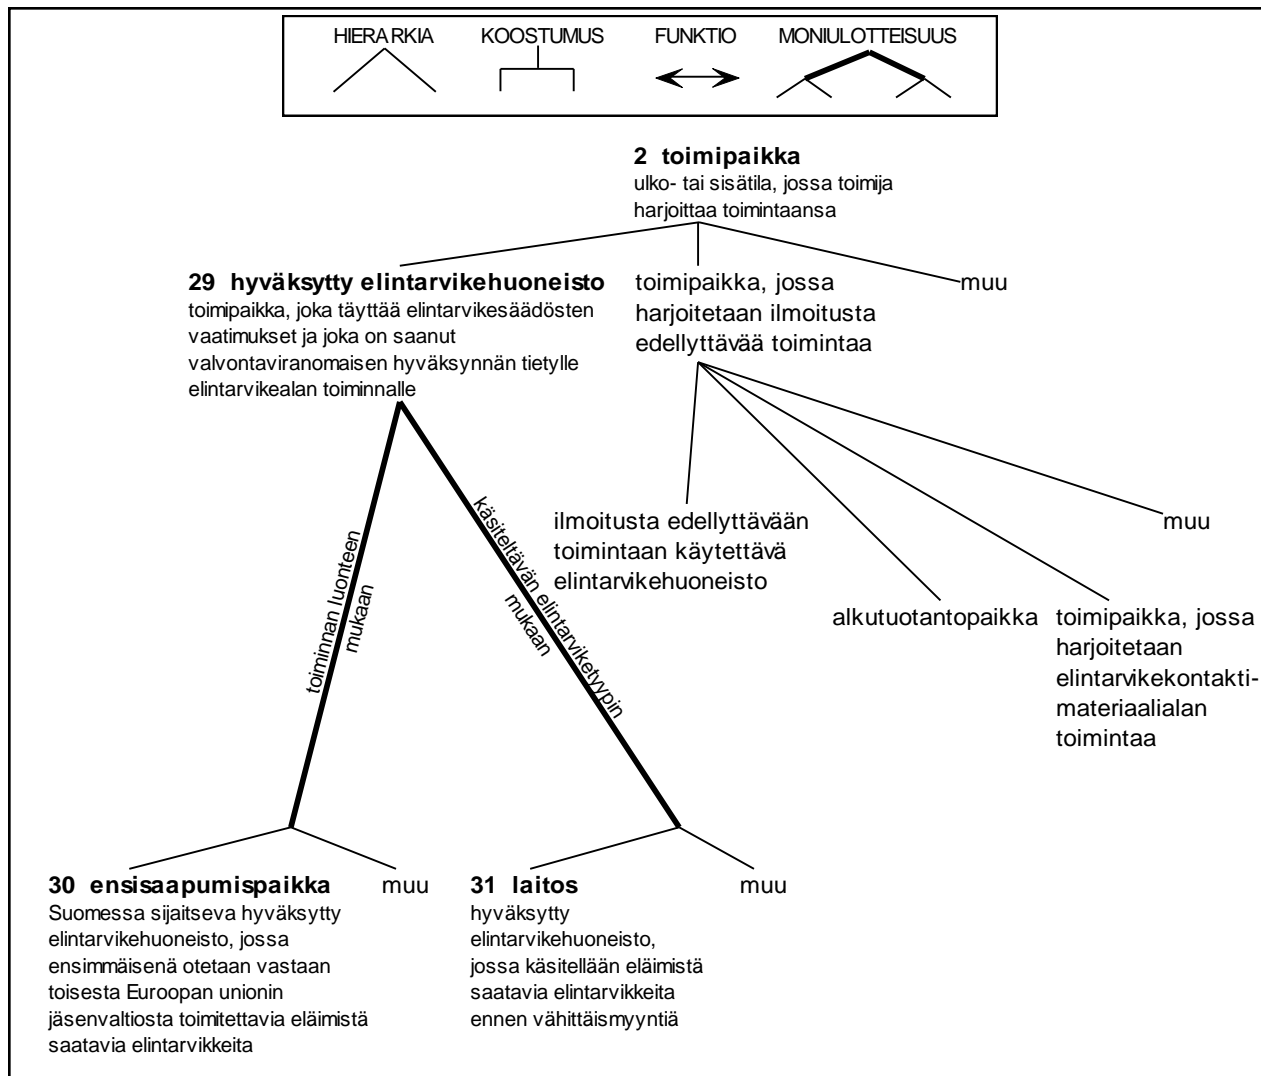 HIERARKIA KOOSTUMUS FUNKTIO MONIULOTTEISUUS
2 toimipaikka
ulko- tai sisätila, jossa toimija
harjoittaa toimintaansa
29 hyväksytty elintarvikehuoneisto
toimipaikka, joka täyttää elintarvikesäädösten
vaatimukset ja joka on saanut
valvontaviranomaisen hyväksynnän tietylle
elintarvikealan toiminnalle
toimipaikka, jossa
harjoitetaan ilmoitusta
edellyttävää toimintaa
muu
toiminnan luonteen
mukaan
käsiteltävän elintarviketyypin
mukaan
ilmoitusta edellyttävään
toimintaan käytettävä
elintarvikehuoneisto
alkutuotantopaikka
toimipaikka, jossa
harjoitetaan
elintarvikekontakti-
materiaalialan
toimintaa
muu
30 ensisaapumispaikka
Suomessa sijaitseva hyväksytty
elintarvikehuoneisto, jossa
ensimmäisenä otetaan vastaan
toisesta Euroopan unionin
jäsenvaltiosta toimitettavia eläimistä
saatavia elintarvikkeita
muu
31 laitos
hyväksytty
elintarvikehuoneisto,
jossa käsitellään eläimistä
saatavia elintarvikkeita
ennen vähittäismyyntiä
muu